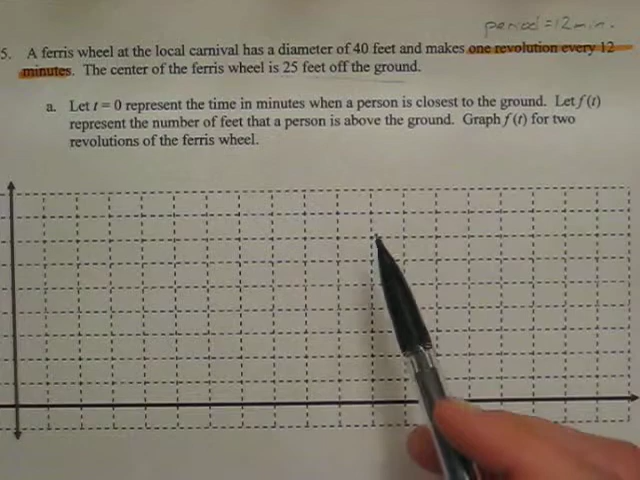 period = 12 min.
5. A ferris wheel at the local carnival has a diameter of 40 feet and makes one revolution every 12
minutes. The center of the ferris wheel is 25 feet off the ground.
a. Let t = 0 represent the time in minutes when a person is closest to the ground. Let f (t)
represent the number of feet that a person is above the ground. Graph f (t) for two
revolutions of the ferris wheel.